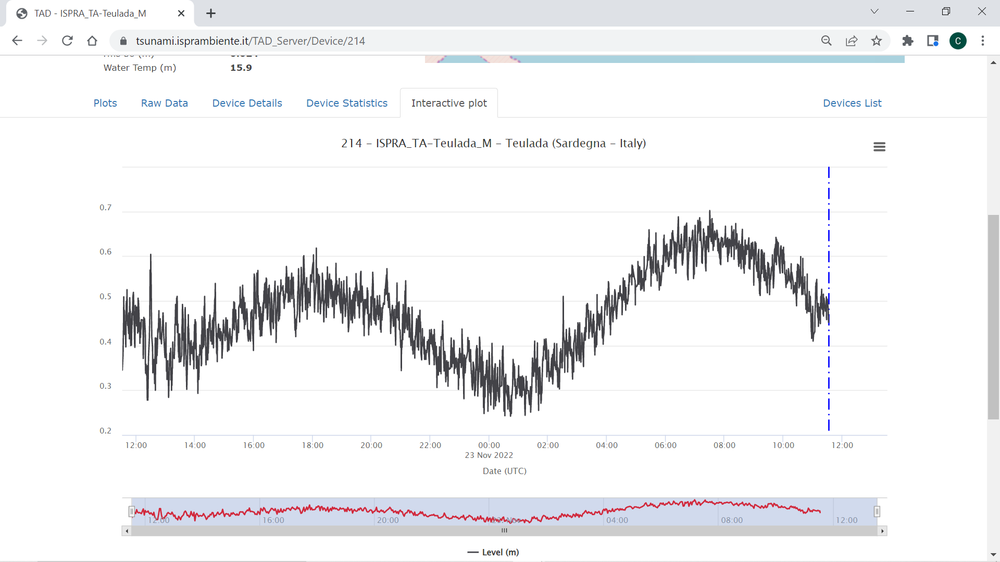 TAD - ISPRA_TA-Teulada_M
tsunami.isprambiente.it/TAD_Server/Device/214
C
Water Temp (m) 15.9
Plots Raw Data Device Details Device Statistics Interactive plot Devices List
214 – ISPRA_TA–Teulada_M – Teulada (Sardegna – Italy)
0.7
0.6
0.5
0.4
0.3
0.2
12:00 14:00 16:00 18:00 20:00 22:00 00:00 02:00 04:00 06:00 08:00 10:00 12:00
23 Nov 2022
Date (UTC)
12:00 16:00 20:00 23. Nov 04:00 08:00 12:00
Level (m)